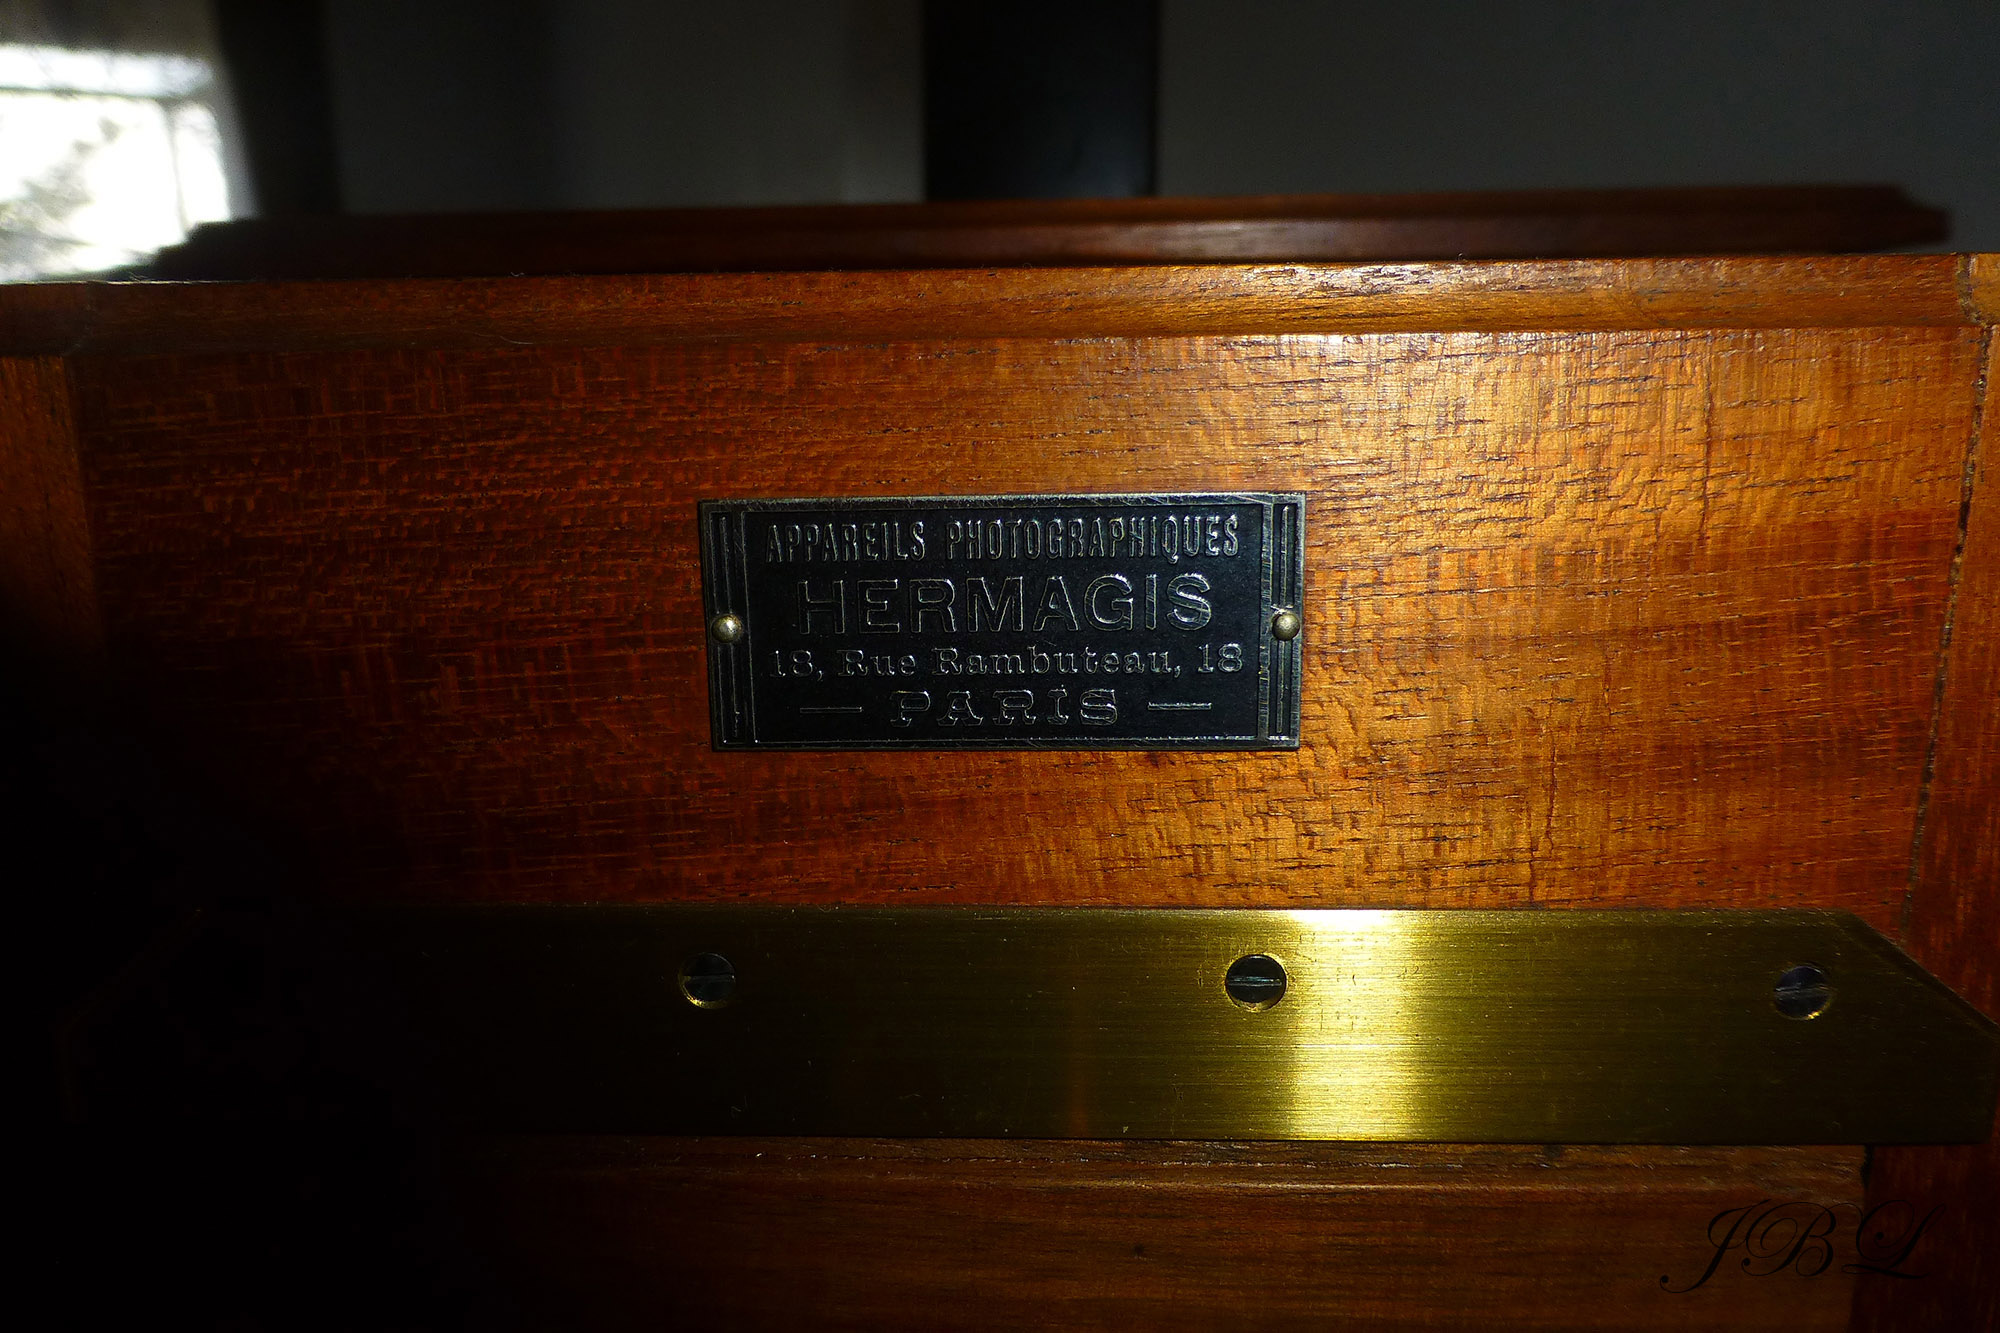 APPAREILS PHOTOGRAPHIQUES
HERMAGIS
18, Rue Rambuteau, 18
— PARIS —
JBL